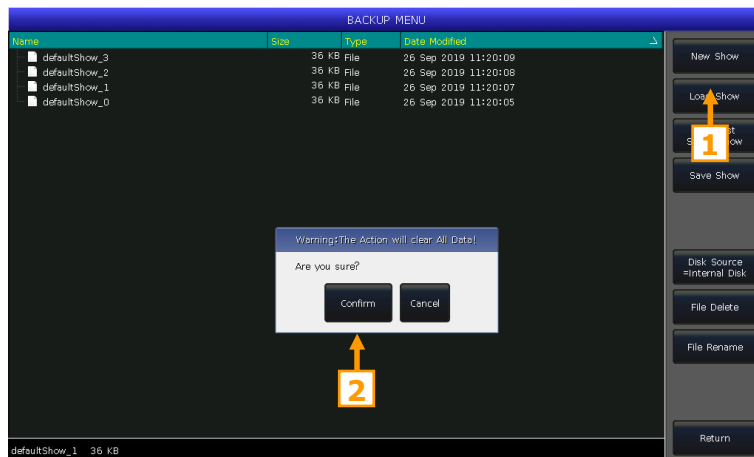 BACKUP MENU
Name Size Type Date Modified
defaultShow_3 36 KB File 26 Sep 2019 11:20:09
defaultShow_2 36 KB File 26 Sep 2019 11:20:08
defaultShow_1 36 KB File 26 Sep 2019 11:20:07
defaultShow_0 36 KB File 26 Sep 2019 11:20:05
New Show
Load Show
1
Save Show
Warning:The Action will clear All Data!
Are you sure?
Confirm Cancel
2
Disk Source
=Internal Disk
File Delete
File Rename
Return
defaultShow_1 36 KB